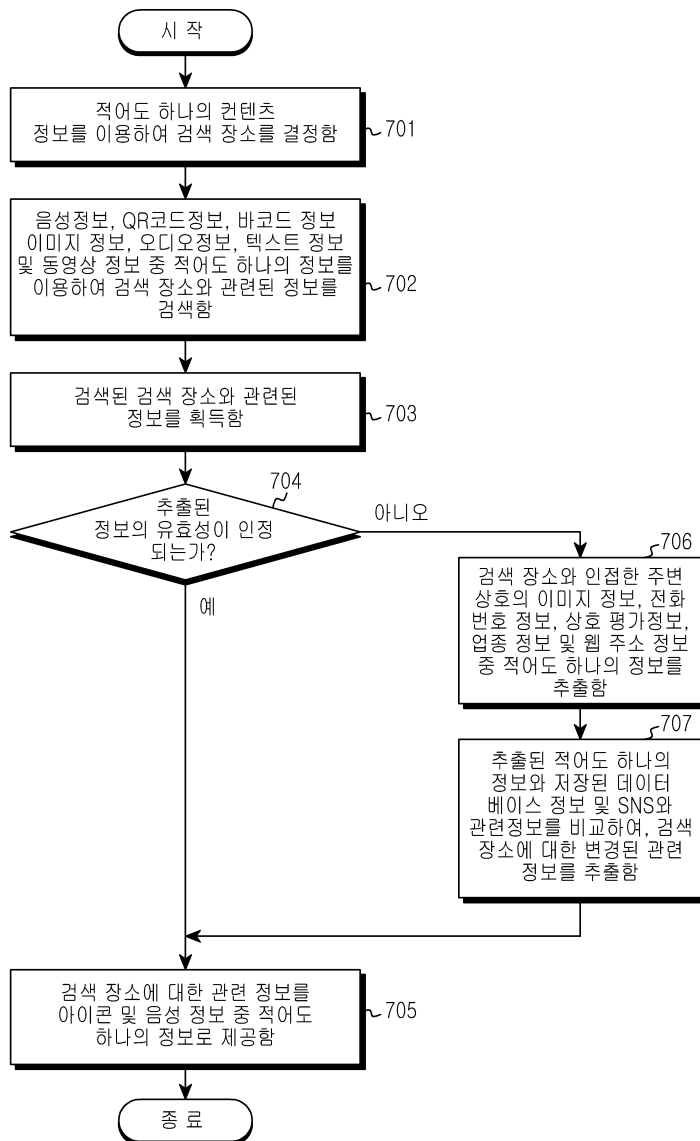 시 작
적어도 하나의 컨텐츠
정보를 이용하여 검색 장소를 결정함
701
음성정보, QR코드정보, 바코드 정보
이미지 정보, 오디오정보, 텍스트 정보
및 동영상 정보 중 적어도 하나의 정보를
이용하여 검색 장소와 관련된 정보를
검색함
702
검색된 검색 장소와 관련된
정보를 획득함
703
704
추출된
정보의 유효성이 인정
되는가?
아니오
예
706
검색 장소와 인접한 주변
상호의 이미지 정보, 전화
번호 정보, 상호 평가정보,
업종 정보 및 웹 주소 정보
중 적어도 하나의 정보를
추출함
707
추출된 적어도 하나의
정보와 저장된 데이터
베이스 정보 및 SNS와
관련정보를 비교하여, 검색
장소에 대한 변경된 관련
정보를 추출함
검색 장소에 대한 관련 정보를
아이콘 및 음성 정보 중 적어도
하나의 정보로 제공함
705
종 료